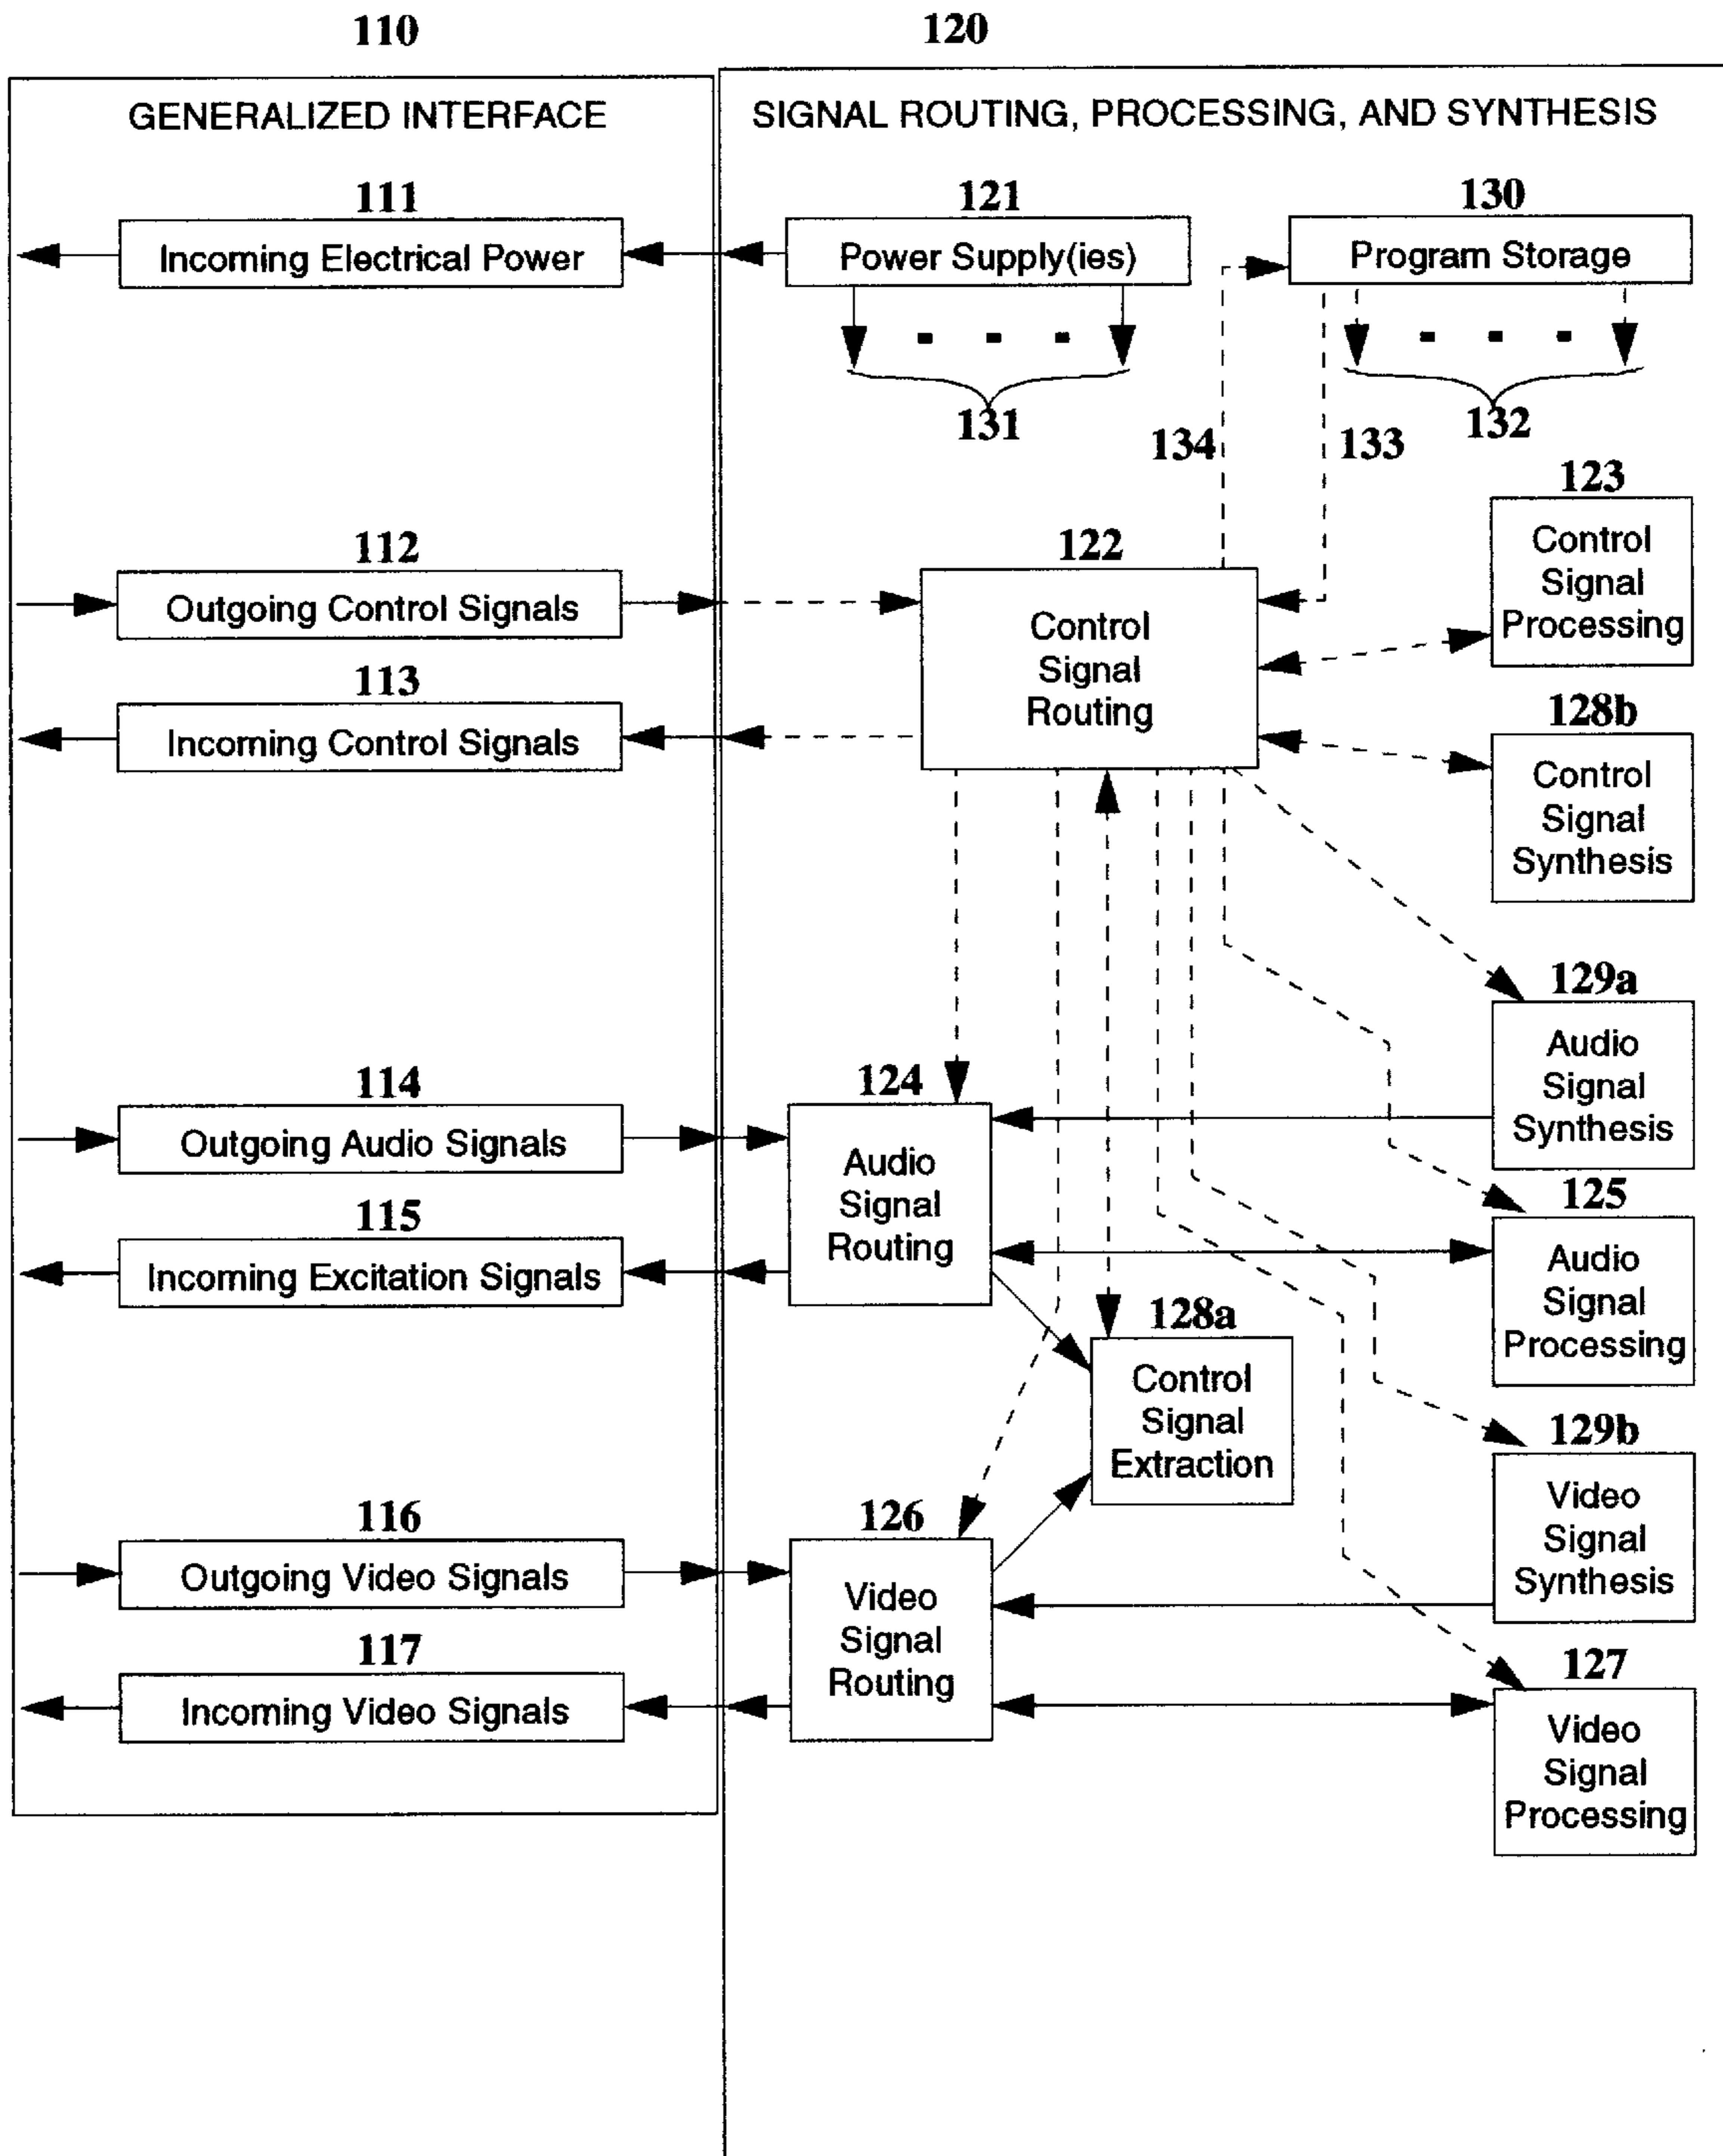 110
120
GENERALIZED INTERFACE
SIGNAL ROUTING, PROCESSING, AND SYNTHESIS
111
Incoming Electrical Power
121
Power Supply(ies)
130
Program Storage
131
132
134
133
112
Outgoing Control Signals
113
Incoming Control Signals
122
Control
Signal
Routing
123
Control
Signal
Processing
128b
Control
Signal
Synthesis
129a
Audio
Signal
Synthesis
114
Outgoing Audio Signals
115
Incoming Excitation Signals
124
Audio
Signal
Routing
125
Audio
Signal
Processing
128a
Control
Signal
Extraction
129b
Video
Signal
Synthesis
116
Outgoing Video Signals
117
Incoming Video Signals
126
Video
Signal
Routing
127
Video
Signal
Processing